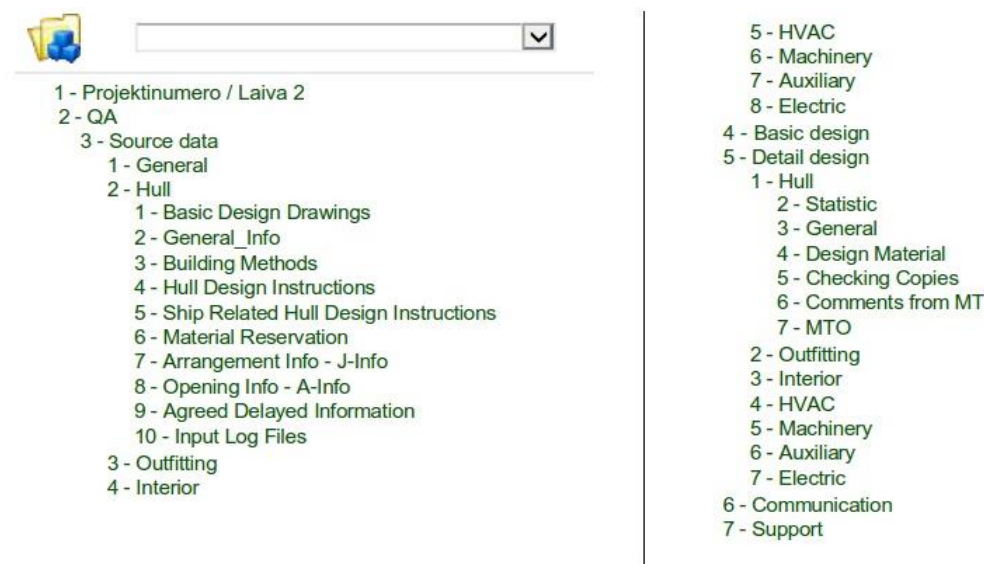 1 - Projektinumero / Laiva 2
2 - QA
3 - Source data
1 - General
2 - Hull
1 - Basic Design Drawings
2 - General_Info
3 - Building Methods
4 - Hull Design Instructions
5 - Ship Related Hull Design Instructions
6 - Material Reservation
7 - Arrangement Info - J-Info
8 - Opening Info - A-Info
9 - Agreed Delayed Information
10 - Input Log Files
3 - Outfitting
4 - Interior
5 - HVAC
6 - Machinery
7 - Auxiliary
8 - Electric
4 - Basic design
5 - Detail design
1 - Hull
2 - Statistic
3 - General
4 - Design Material
5 - Checking Copies
6 - Comments from MT
7 - MTO
2 - Outfitting
3 - Interior
4 - HVAC
5 - Machinery
6 - Auxiliary
7 - Electric
6 - Communication
7 - Support